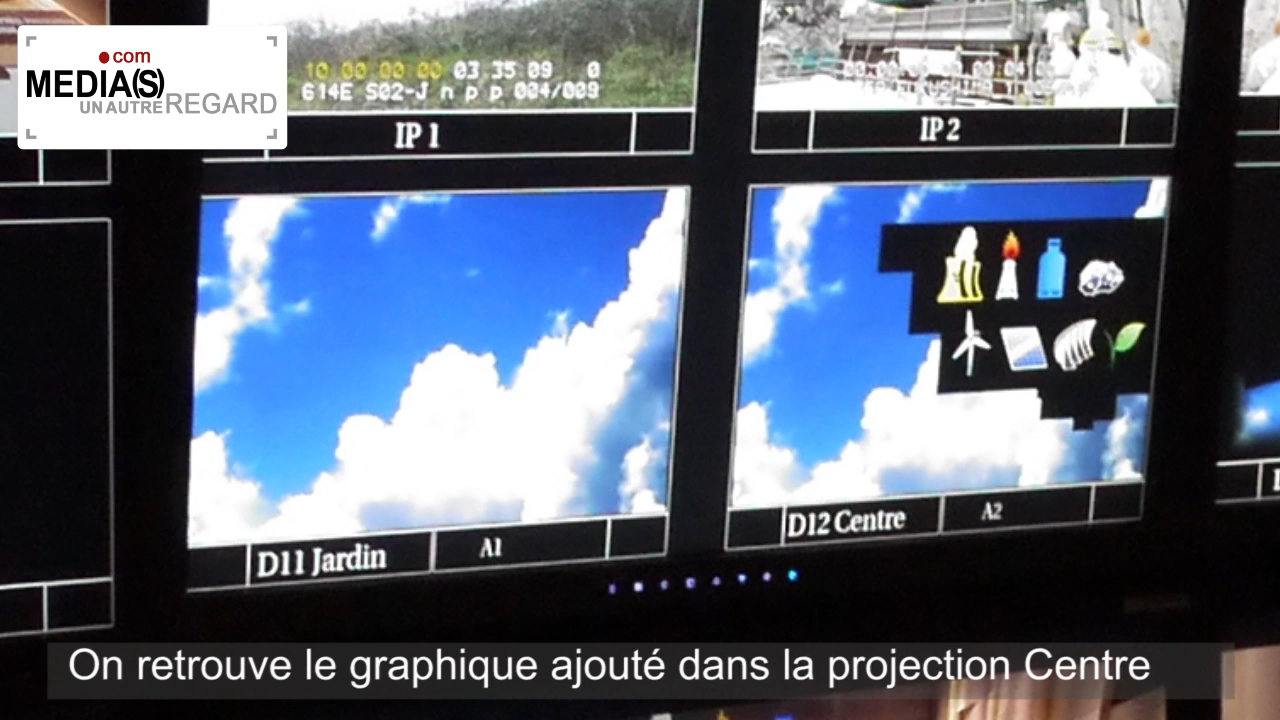 com
MEDIA(S)
UN AUTRE REGARD
10 00 00 00 00 03 35 09 0
614E S02-J n p p 004/009
IP 1
IP 2
D11 Jardin
A1
D12 Centre
A2
On retrouve le graphique ajouté dans la projection Centre